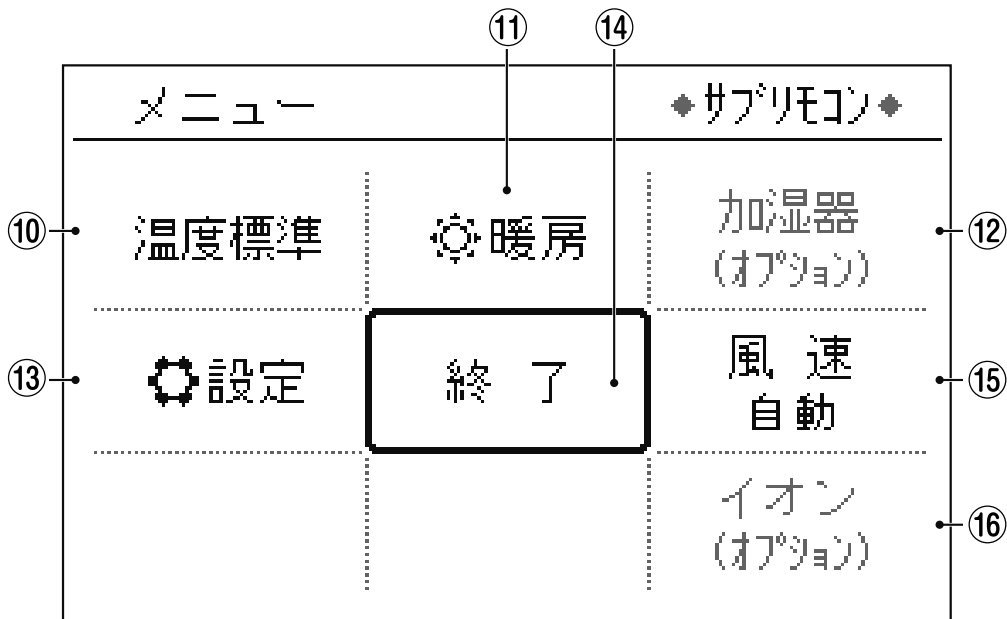 ⑪ ⑭
メニュー ◆サブリモコン◆
⑩ 温度標準 暖房 加湿器 ⑫
(オプション)
⑬ 設定 終 了 風 速 ⑮
自動
イオン ⑯
(オプション)